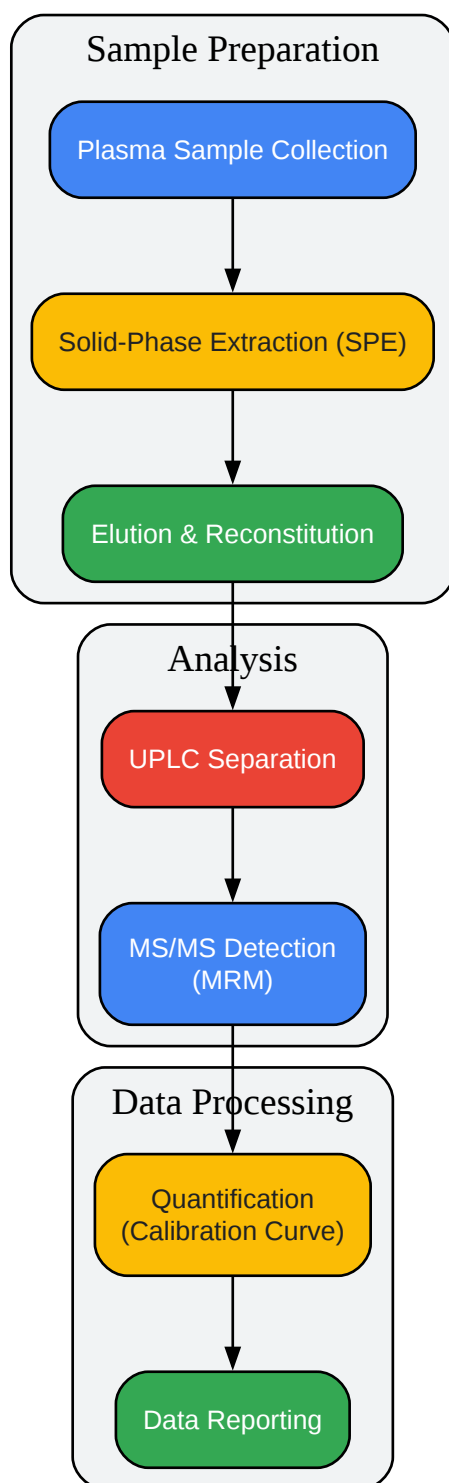 Sample Preparation
Plasma Sample Collection
Solid-Phase Extraction (SPE)
Elution & Reconstitution
Analysis
UPLC Separation
MS/MS Detection
(MRM)
Data Processing
Quantification
(Calibration Curve)
Data Reporting